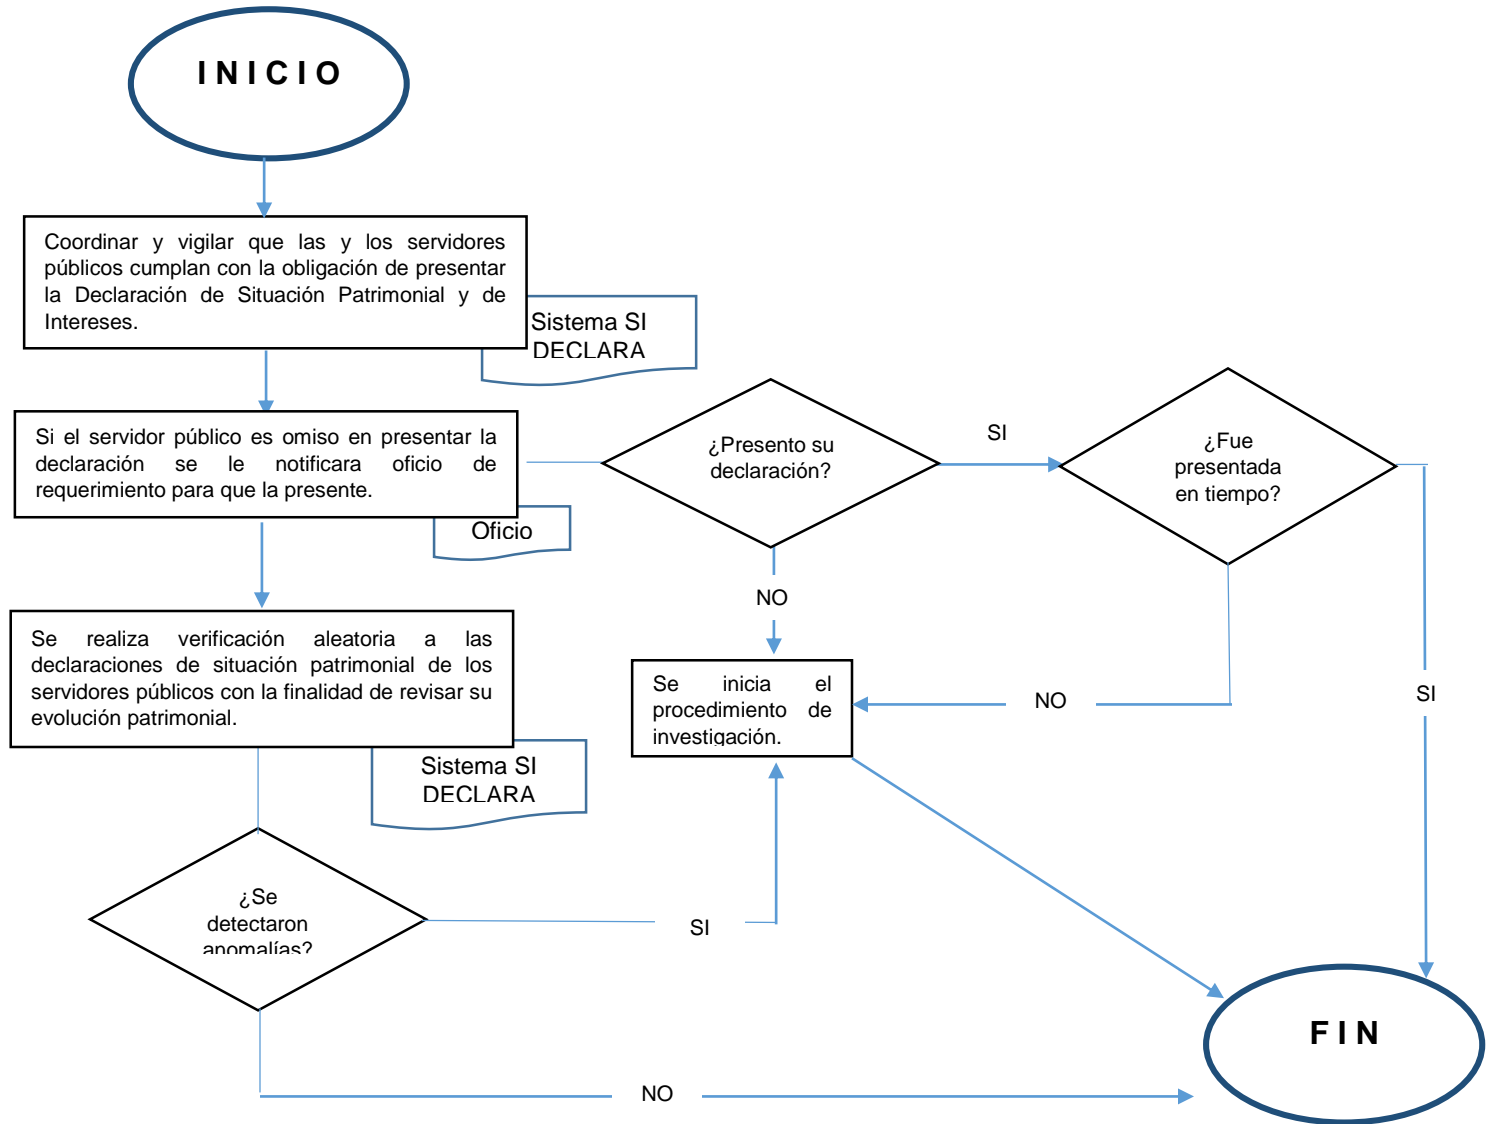 I N I C I O
Coordinar y vigilar que las y los servidores
públicos cumplan con la obligación de presentar
la Declaración de Situación Patrimonial y de
Intereses.
Sistema SI
DECLARA
Si el servidor público es omiso en presentar la
declaración se le notificara oficio de
requerimiento para que la presente.
Oficio
¿Presento su
declaración?
SI
¿Fue
presentada
en tiempo?
NO
Se realiza verificación aleatoria a las
declaraciones de situación patrimonial de los
servidores públicos con la finalidad de revisar su
evolución patrimonial.
Sistema SI
DECLARA
Se inicia el
procedimiento de
investigación.
NO
SI
¿Se
detectaron
anomalías?
SI
NO
F I N